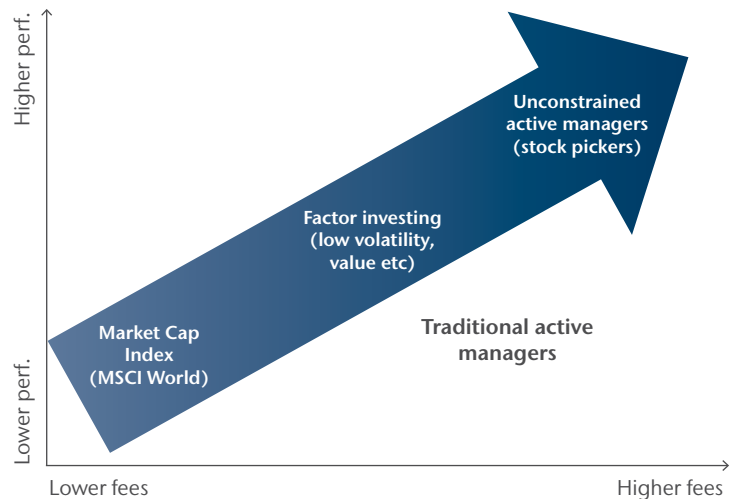 Higher perf.
Unconstrained
active managers
(stock pickers)
Factor investing
(low volatility,
value etc)
Market Cap
Index
(MSCI World)
Traditional active
managers
Lower perf.
Lower fees
Higher fees